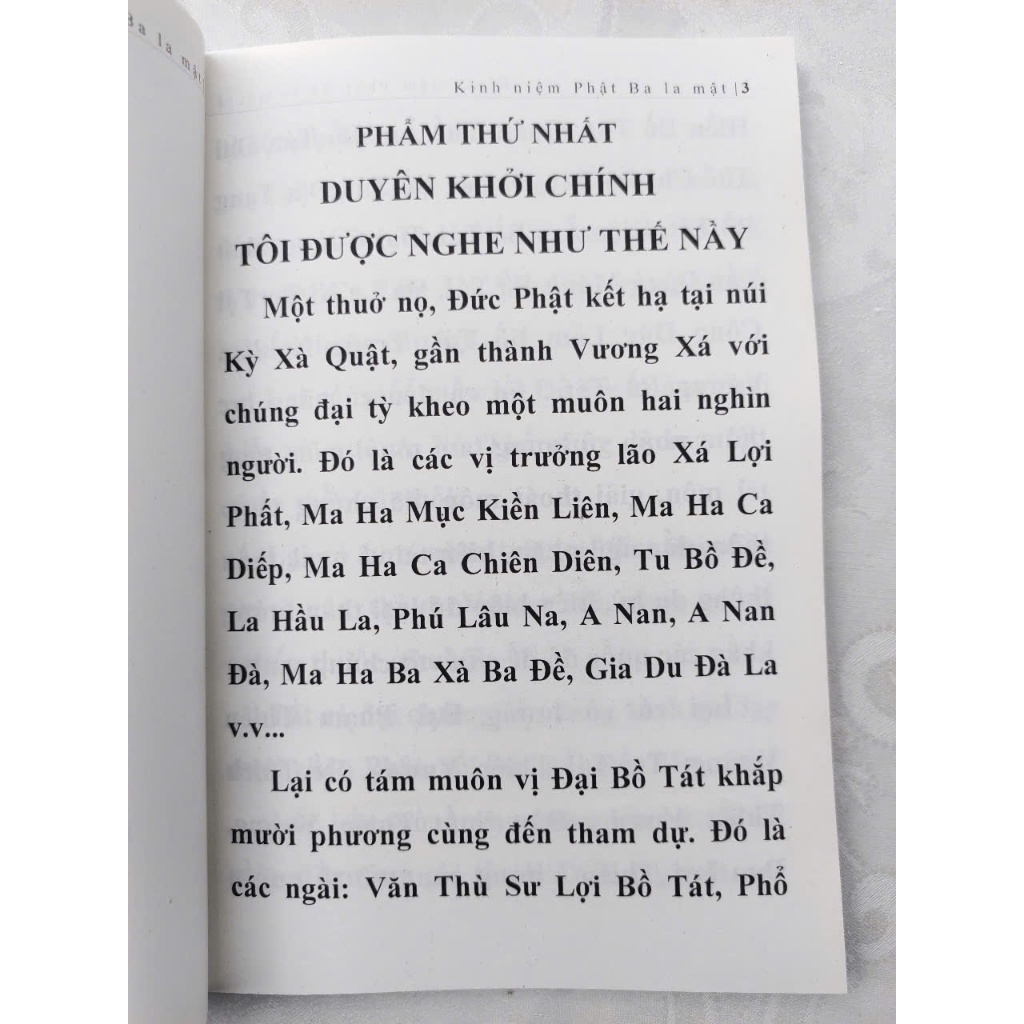 Ba la mật
Kinh niệm Phật Ba la mật|3
PHẨM THỨ NHẤT
DUYÊN KHỞI CHÍNH
TÔI ĐƯỢC NGHE NHƯ THẾ NẦY
Một thuở nọ, Đức Phật kết hạ tại núi
Kỳ Xà Quật, gần thành Vương Xá với
chúng đại tỳ kheo một muôn hai nghìn
người. Đó là các vị trưởng lão Xá Lợi
Phất, Ma Ha Mục Kiền Liên, Ma Ha Ca
Diếp, Ma Ha Ca Chiên Diên, Tu Bồ Đề,
La Hầu La, Phú Lâu Na, A Nan, A Nan
Đà, Ma Ha Ba Xà Ba Đề, Gia Du Đà La
v.v...
Lại có tám muôn vị Đại Bồ Tát khắp
mười phương cùng đến tham dự. Đó là
các ngài: Văn Thù Sư Lợi Bồ Tát, Phổ